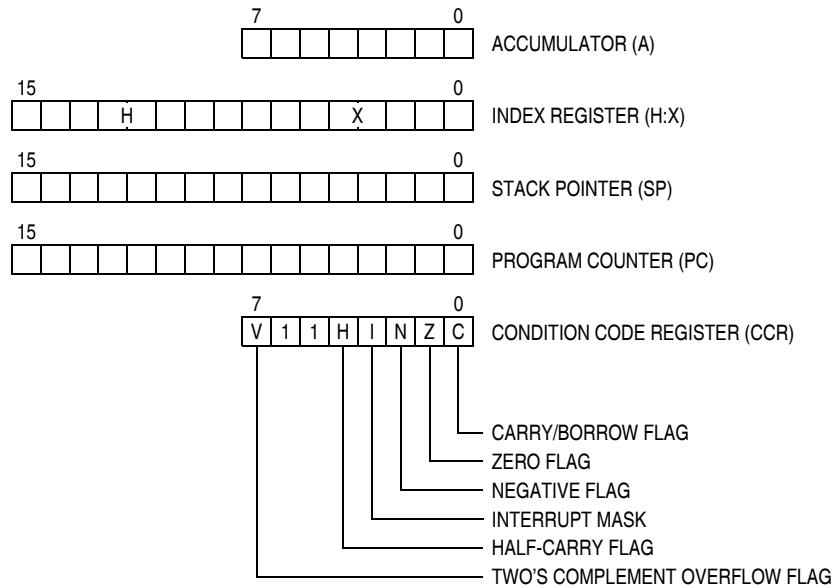 7 0
ACCUMULATOR (A)
15 0
H X INDEX REGISTER (H:X)
15 0
STACK POINTER (SP)
15 0
PROGRAM COUNTER (PC)
7 0
V 1 1 H I N Z C CONDITION CODE REGISTER (CCR)
CARRY/BORROW FLAG
ZERO FLAG
NEGATIVE FLAG
INTERRUPT MASK
HALF-CARRY FLAG
TWO'S COMPLEMENT OVERFLOW FLAG